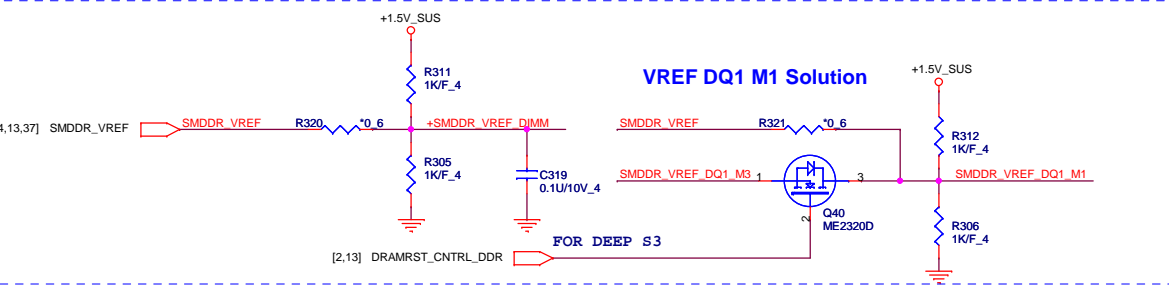 +1.5V_SUS
R311
1K/F_4
VREF DQ1 M1 Solution
+1.5V_SUS
4,13,37] SMDDR_VREF
SMDDR_VREF
R320
*0_6
+SMDDR_VREF_DIMM
SMDDR_VREF
R321
*0_6
R312
1K/F_4
R305
1K/F_4
C319
0.1U/10V_4
SMDDR_VREF_DQ1_M3
1
3
SMDDR_VREF_DQ1_M1
2
Q40
ME2320D
R306
1K/F_4
FOR DEEP S3
[2,13] DRAMRST_CNTRL_DDR